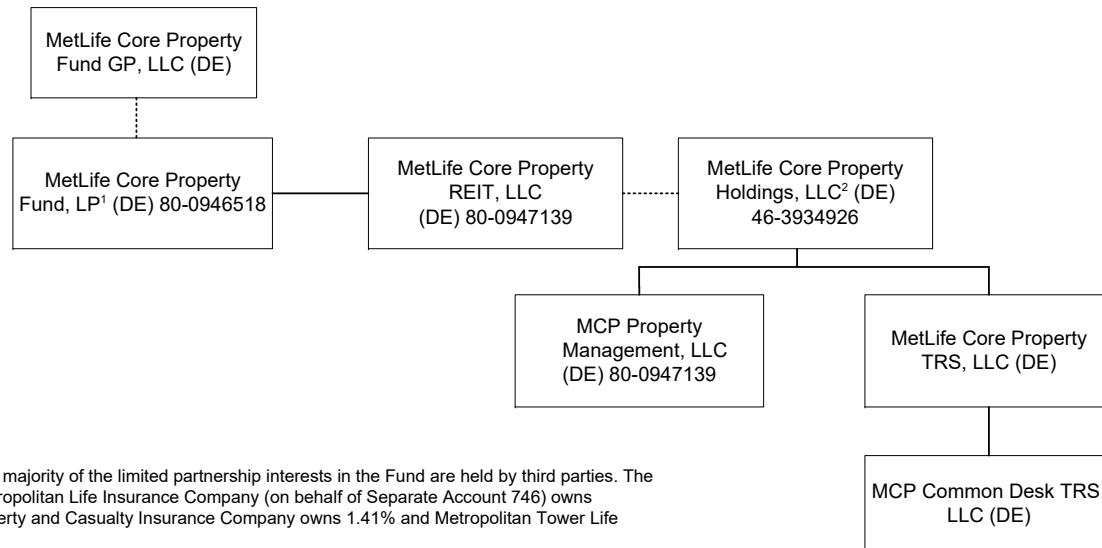 MetLife Core Property
Fund GP, LLC (DE)
MetLife Core Property
Fund, LP¹ (DE) 80-0946518
MetLife Core Property
REIT, LLC
(DE) 80-0947139
MetLife Core Property
Holdings, LLC² (DE)
46-3934926
MCP Property
Management, LLC
(DE) 80-0947139
MetLife Core Property
TRS, LLC (DE)
MCP Common Desk TRS,
LLC (DE)
majority of the limited partnership interests in the Fund are held by third parties. The
ropolitan Life Insurance Company (on behalf of Separate Account 746) owns
erty and Casualty Insurance Company owns 1.41% and Metropolitan Tower Life